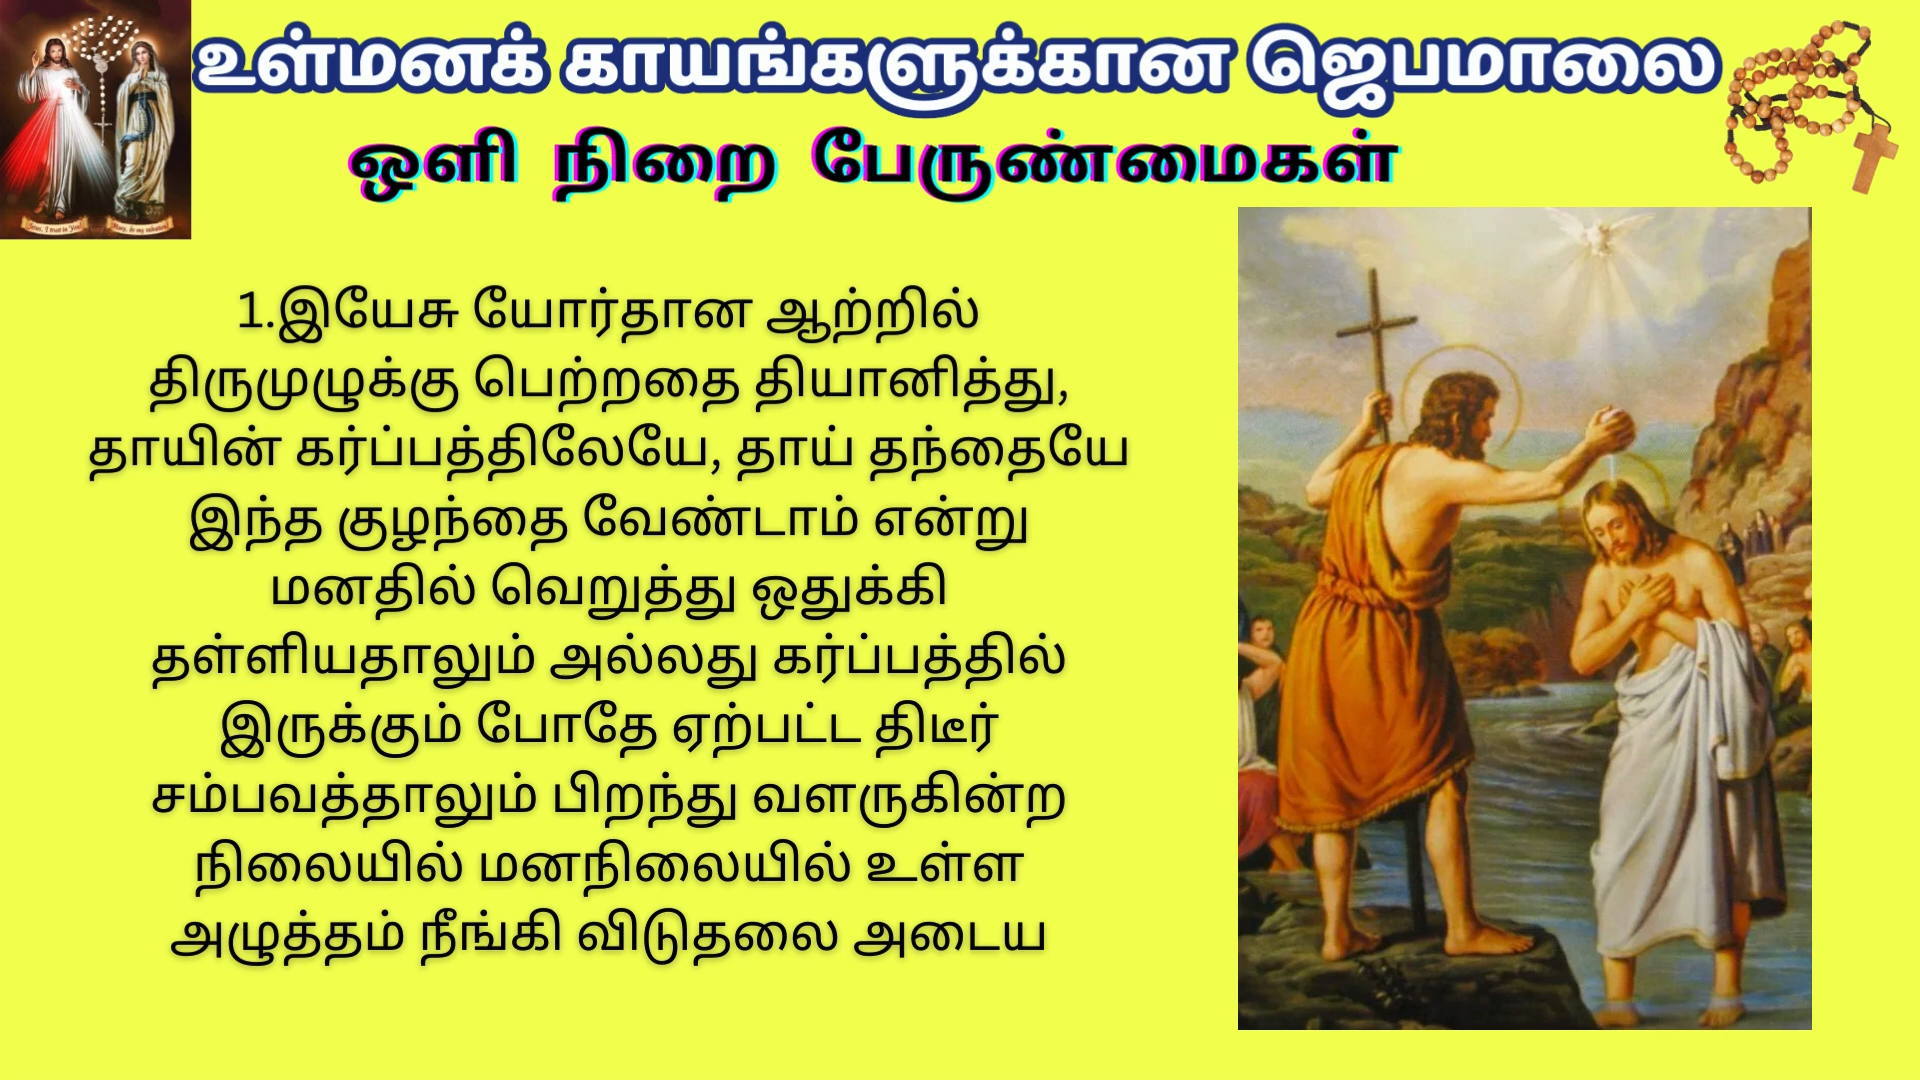 உள்மனக் காயங்களுக்கான ஜெபமாலை
ஒளி நிறை பேருண்மைகள்
1.இயேசு யோர்தான ஆற்றில்
திருமுழுக்கு பெற்றதை தியானித்து,
தாயின் கர்ப்பத்திலேயே, தாய் தந்தையே
இந்த குழந்தை வேண்டாம் என்று
மனதில் வெறுத்து ஒதுக்கி
தள்ளியதாலும் அல்லது கர்ப்பத்தில்
இருக்கும் போதே ஏற்பட்ட திடீர்
சம்பவத்தாலும் பிறந்து வளருகின்ற
நிலையில் மனநிலையில் உள்ள
அழுத்தம் நீங்கி விடுதலை அடைய